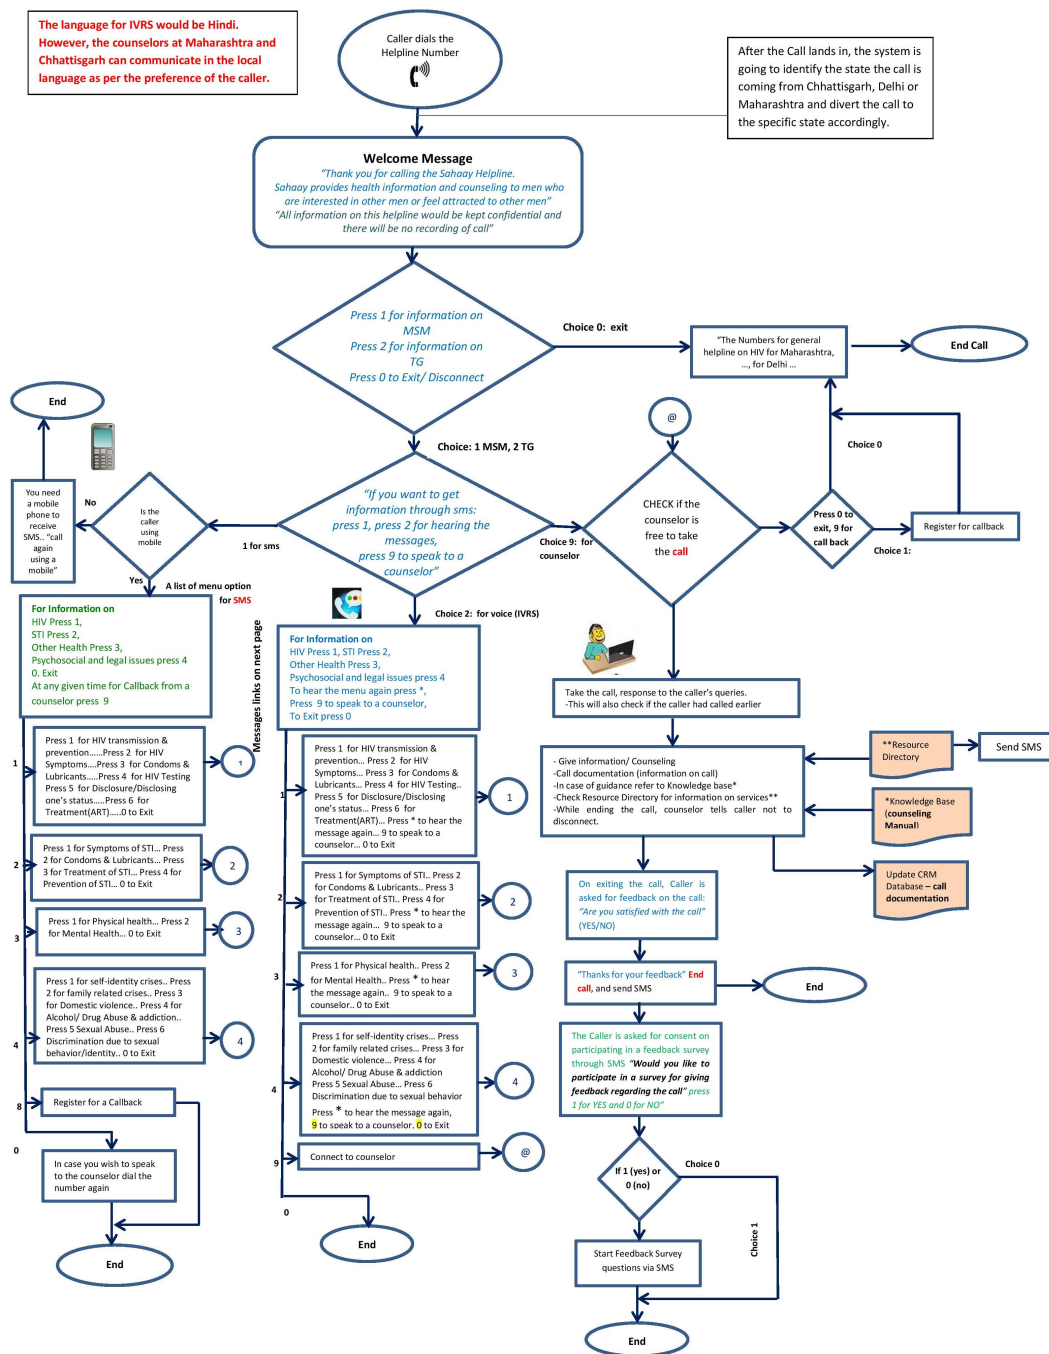 The language for IVRS would be Hindi.
However, the counselors at Maharashtra and
Chhattisgarh can communicate in the local
language as per the preference of the caller.
Caller dials the
Helpline Number
After the Call lands in, the system is
going to identify the state the call is
coming from Chhattisgarh, Delhi or
Maharashtra and divert the call to
the specific state accordingly.
Welcome Message
"Thank you for calling the Sahaay Helpline.
Sahaay provides health information and counseling to men who
are interested in other men or feel attracted to other men"
"All information on this helpline would be kept confidential and
there will be no recording of call"
Press 1 for information on
MSM
Press 2 for information on
TG
Press 0 to Exit/ Disconnect
Choice 0: exit
"The Numbers for general
helpline on HIV for Maharashtra,
..., for Delhi ...
End Call
End
@
Choice: 1 MSM, 2 TG
Choice 0
You need
a mobile
phone to
receive
SMS.. "call
again
using a
mobile"
No
Is the
caller
using
mobile
1 for sms
"If you want to get
information through sms:
press 1, press 2 for hearing the
messages,
press 9 to speak to a
counselor"
Choice 9: for
counselor
CHECK if the
counselor is
free to take
the call
Press 0 to
exit, 9 for
call back
Choice 1:
Register for callback
Yes
A list of menu option
for SMS
Choice 2: for voice (IVRS)
For Information on
HIV Press 1,
STI Press 2,
Other Health Press 3,
Psychosocial and legal issues press 4
0. Exit
At any given time for Callback from a
counselor press 9
Messages links on next page
For Information on
HIV Press 1, STI Press 2,
Other Health Press 3,
Psychosocial and legal issues press 4
To hear the menu again press *,
Press 9 to speak to a counselor,
To Exit press 0
Take the call, response to the caller's queries.
-This will also check if the caller had called earlier
1
Press 1 for HIV transmission &
prevention......Press 2 for HIV
Symptoms....Press 3 for Condoms &
Lubricants.....Press 4 for HIV Testing
Press 5 for Disclosure/Disclosing
one's status.....Press 6 for
Treatment(ART).....0 to Exit
1
1
Press 1 for HIV transmission &
prevention... Press 2 for HIV
Symptoms... Press 3 for Condoms &
Lubricants... Press 4 for HIV Testing..
Press 5 for Disclosure/Disclosing
one's status... Press 6 for
Treatment(ART)... Press * to hear the
message again... 9 to speak to a
counselor... 0 to Exit
1
- Give information/ Counseling
-Call documentation (information on call)
-In case of guidance refer to Knowledge base*
-Check Resource Directory for information on services**
-While ending the call, counselor tells caller not to
disconnect.
**Resource
Directory
Send SMS
*Knowledge Base
(counseling
Manual)
Update CRM
Database – call
documentation
2
Press 1 for Symptoms of STI... Press
2 for Condoms & Lubricants... Press
3 for Treatment of STI... Press 4 for
Prevention of STI... 0 to Exit
2
2
Press 1 for Symptoms of STI.. Press 2
for Condoms & Lubricants.. Press 3
for Treatment of STI.. Press 4 for
Prevention of STI.. Press * to hear the
message again... 9 to speak to a
counselor... 0 to Exit
2
On exiting the call, Caller is
asked for feedback on the call:
"Are you satisfied with the call"
(YES/NO)
3
Press 1 for Physical health... Press 2
for Mental Health... 0 to Exit
3
3
Press 1 for Physical health.. Press 2
for Mental Health.. Press * to hear
the message again.. 9 to speak to a
counselor.. 0 to Exit
3
"Thanks for your feedback" End
call, and send SMS
End
4
Press 1 for self-identity crises.. Press
2 for family related crises.. Press 3
for Domestic violence... Press 4 for
Alcohol/ Drug Abuse & addiction..
Press 5 Sexual Abuse... Press 6
Discrimination due to sexual
behavior/identity.. 0 to Exit
4
4
Press 1 for self-identity crises... Press
2 for family related crises... Press 3 for
Domestic violence... Press 4 for
Alcohol/ Drug Abuse & addiction
Press 5 Sexual Abuse... Press 6
Discrimination due to sexual behavior
Press * to hear the message again,
9 to speak to a counselor. 0 to Exit
4
The Caller is asked for consent on
participating in a feedback survey
through SMS "Would you like to
participate in a survey for giving
feedback regarding the call" press
1 for YES and 0 for NO"
8
Register for a Callback
0
In case you wish to speak
to the counselor dial the
number again
End
9
Connect to counselor
@
0
End
If 1 (yes) or
0 (no)
Choice 0
Choice 1
Start Feedback Survey
questions via SMS
End